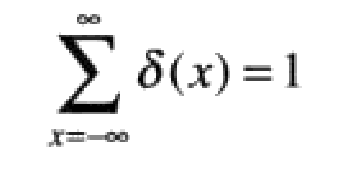 ∞
∑ δ(x) = 1
x=−∞